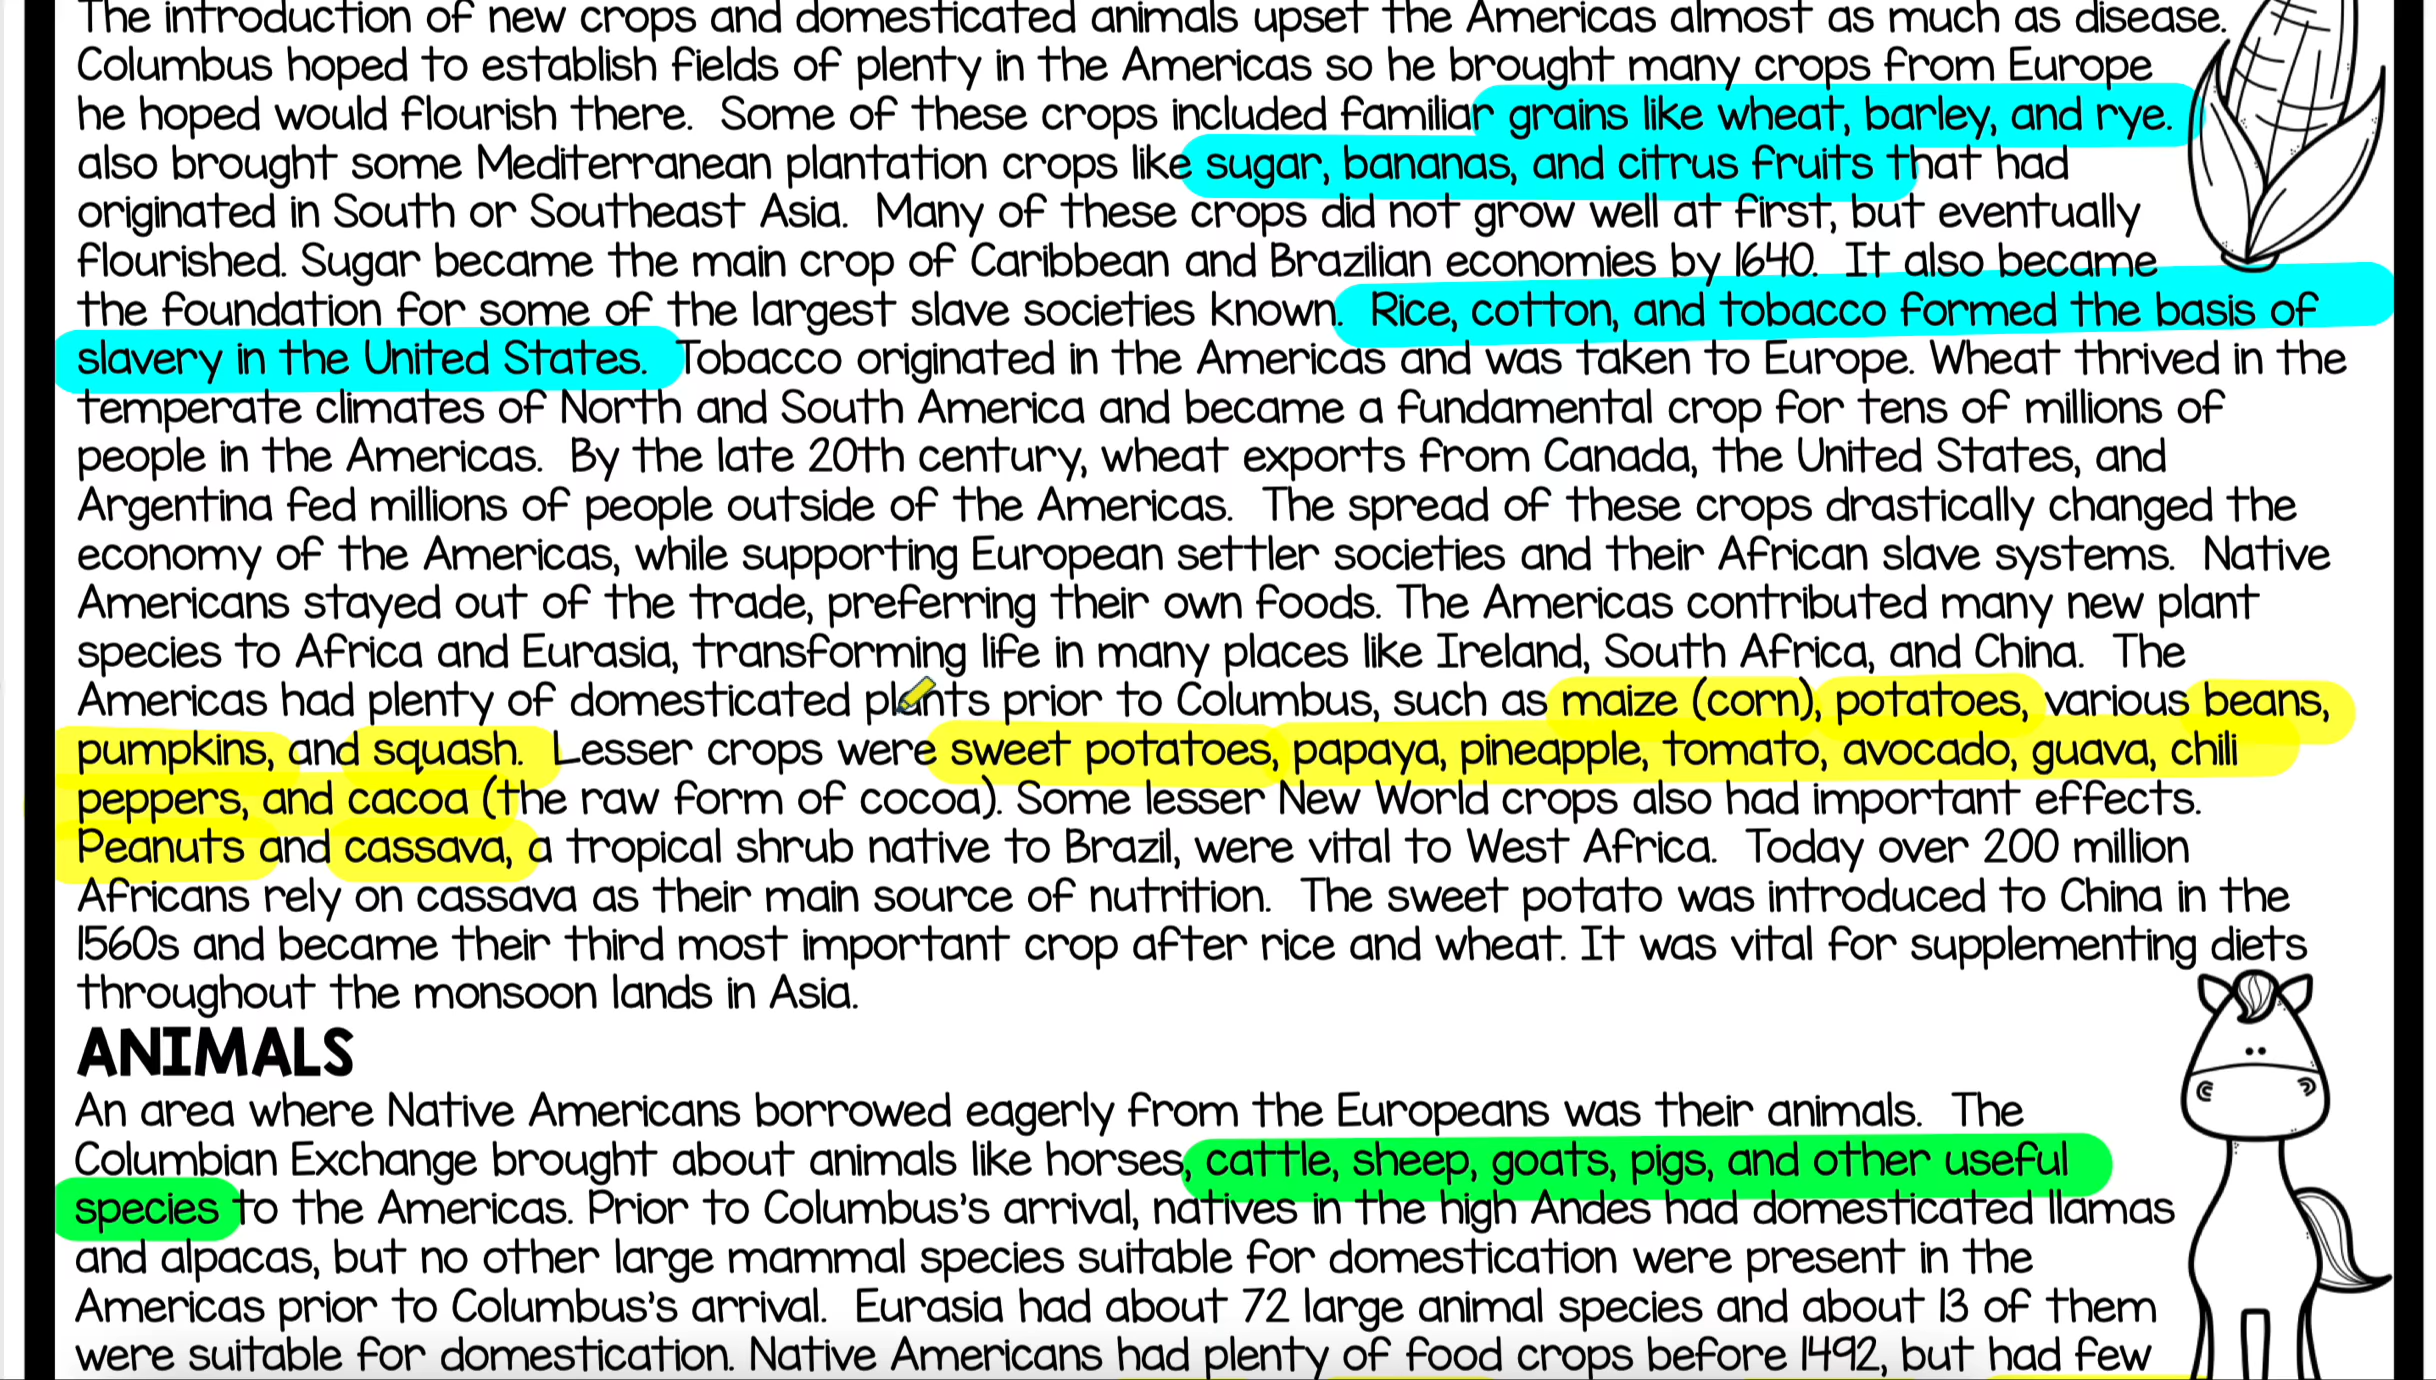 The introduction of new crops and domesticated animals upset the Americas almost as much as disease.
Columbus hoped to establish fields of plenty in the Americas so he brought many crops from Europe
he hoped would flourish there. Some of these crops included familiar grains like wheat, barley, and rye.
also brought some Mediterranean plantation crops like sugar, bananas, and citrus fruits that had
originated in South or Southeast Asia. Many of these crops did not grow well at first, but eventually
flourished. Sugar became the main crop of Caribbean and Brazilian economies by 1640. It also became
the foundation for some of the largest slave societies known. Rice, cotton, and tobacco formed the basis of
slavery in the United States. Tobacco originated in the Americas and was taken to Europe. Wheat thrived in the
temperate climates of North and South America and became a fundamental crop for tens of millions of
people in the Americas. By the late 20th century, wheat exports from Canada, the United States, and
Argentina fed millions of people outside of the Americas. The spread of these crops drastically changed the
economy of the Americas, while supporting European settler societies and their African slave systems. Native
Americans stayed out of the trade, preferring their own foods. The Americas contributed many new plant
species to Africa and Eurasia, transforming life in many places like Ireland, South Africa, and China. The
Americas had plenty of domesticated plants prior to Columbus, such as maize (corn), potatoes, various beans,
pumpkins, and squash. Lesser crops were sweet potatoes, papaya, pineapple, tomato, avocado, guava, chili
peppers, and cacoa (the raw form of cocoa). Some lesser New World crops also had important effects.
Peanuts and cassava, a tropical shrub native to Brazil, were vital to West Africa. Today over 200 million
Africans rely on cassava as their main source of nutrition. The sweet potato was introduced to China in the
1560s and became their third most important crop after rice and wheat. It was vital for supplementing diets
throughout the monsoon lands in Asia.
ANIMALS
An area where Native Americans borrowed eagerly from the Europeans was their animals. The
Columbian Exchange brought about animals like horses, cattle, sheep, goats, pigs, and other useful
species to the Americas. Prior to Columbus's arrival, natives in the high Andes had domesticated llamas
and alpacas, but no other large mammal species suitable for domestication were present in the
Americas prior to Columbus's arrival. Eurasia had about 72 large animal species and about 13 of them
were suitable for domestication. Native Americans had plenty of food crops before 1492, but had few